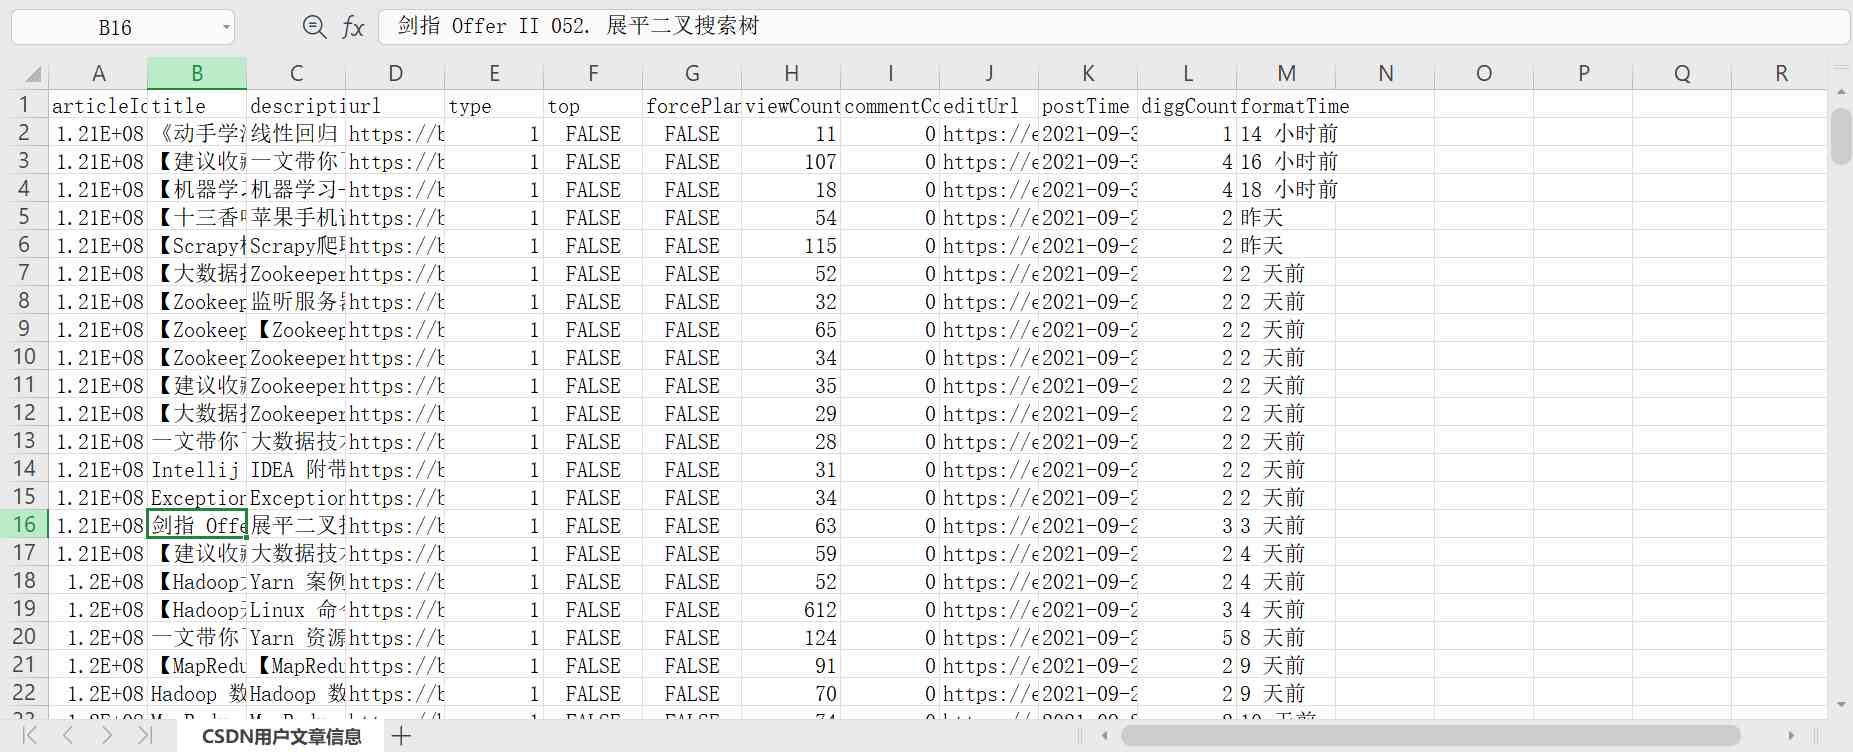 B16 fx 剑指 Offer II 052. 展平二叉搜索树
A B C D E F G H I J K L M N O P Q R
1 articleId title descripti url type top forcePlan viewCount commentCo editUrl postTime diggCount formatTime
2 1.21E+08 《动手学 线性回归 https://b 1 FALSE FALSE 11 0 https://e 2021-09-3 1 14 小时前
3 1.21E+08 【建议收 一文带你 https://b 1 FALSE FALSE 107 0 https://e 2021-09-3 4 16 小时前
4 1.21E+08 【机器学 机器学习 https://b 1 FALSE FALSE 18 0 https://e 2021-09-3 4 18 小时前
5 1.21E+08 【十三香 苹果手机 https://b 1 FALSE FALSE 54 0 https://e 2021-09-2 2 昨天
6 1.21E+08 【Scrapy Scrapy爬 https://b 1 FALSE FALSE 115 0 https://e 2021-09-2 2 昨天
7 1.21E+08 【大数据 Zookeeper https://b 1 FALSE FALSE 52 0 https://e 2021-09-2 2 2 天前
8 1.21E+08 【Zookeep 监听服务 https://b 1 FALSE FALSE 32 0 https://e 2021-09-2 2 2 天前
9 1.21E+08 【Zookeep 【Zookeep https://b 1 FALSE FALSE 65 0 https://e 2021-09-2 2 2 天前
10 1.21E+08 【Zookeep Zookeeper https://b 1 FALSE FALSE 34 0 https://e 2021-09-2 2 2 天前
11 1.21E+08 【建议收 Zookeeper https://b 1 FALSE FALSE 35 0 https://e 2021-09-2 2 2 天前
12 1.21E+08 【大数据 Zookeeper https://b 1 FALSE FALSE 29 0 https://e 2021-09-2 2 2 天前
13 1.21E+08 一文带你 大数据技 https://b 1 FALSE FALSE 28 0 https://e 2021-09-2 2 2 天前
14 1.21E+08 Intellij IDEA 附带 https://b 1 FALSE FALSE 31 0 https://e 2021-09-2 2 2 天前
15 1.21E+08 Exception Exception https://b 1 FALSE FALSE 34 0 https://e 2021-09-2 2 2 天前
16 1.21E+08 剑指 Offe 展平二叉 https://b 1 FALSE FALSE 63 0 https://e 2021-09-2 3 3 天前
17 1.21E+08 【建议收 大数据技 https://b 1 FALSE FALSE 59 0 https://e 2021-09-2 2 4 天前
18 1.2E+08 【Hadoop Yarn 案例 https://b 1 FALSE FALSE 52 0 https://e 2021-09-2 2 4 天前
19 1.2E+08 【Hadoop Linux 命 https://b 1 FALSE FALSE 612 0 https://e 2021-09-2 3 4 天前
20 1.2E+08 一文带你 Yarn 资源 https://b 1 FALSE FALSE 124 0 https://e 2021-09-2 5 8 天前
21 1.2E+08 【MapRedu 【MapRedu https://b 1 FALSE FALSE 91 0 https://e 2021-09-2 2 9 天前
22 1.2E+08 Hadoop 数 Hadoop 数 https://b 1 FALSE FALSE 70 0 https://e 2021-09-2 2 9 天前
CSDN用户文章信息